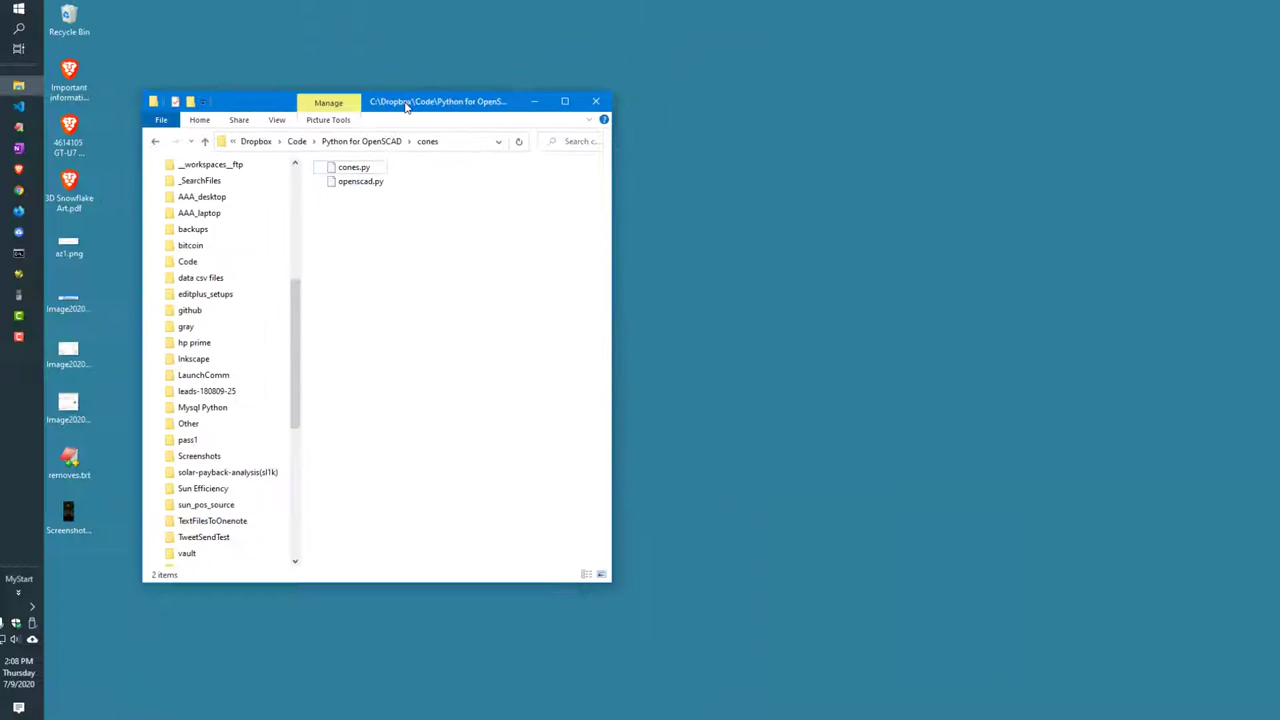 Recycle Bin
Important
informati...
4614105
GT-U7 ...
3D Snowflake
Art.pdf
az1.png
Image2020...
Image2020...
Image2020...
removes.txt
Screenshot...
MyStart
2:08 PM
Thursday
7/9/2020
Manage
C:\Dropbox\Code\Python for OpenS...
File
Home
Share
View
Picture Tools
« Dropbox > Code > Python for OpenSCAD > cones
Search c...
__workspaces__ftp
_SearchFiles
AAA_desktop
AAA_laptop
backups
bitcoin
Code
data csv files
editplus_setups
github
gray
hp prime
Inkscape
LaunchComm
leads-180809-25
Mysql Python
Other
pass1
Screenshots
solar-payback-analysis(sl1k)
Sun Efficiency
sun_pos_source
TextFilesToOnenote
TweetSendTest
vault
cones.py
openscad.py
2 items